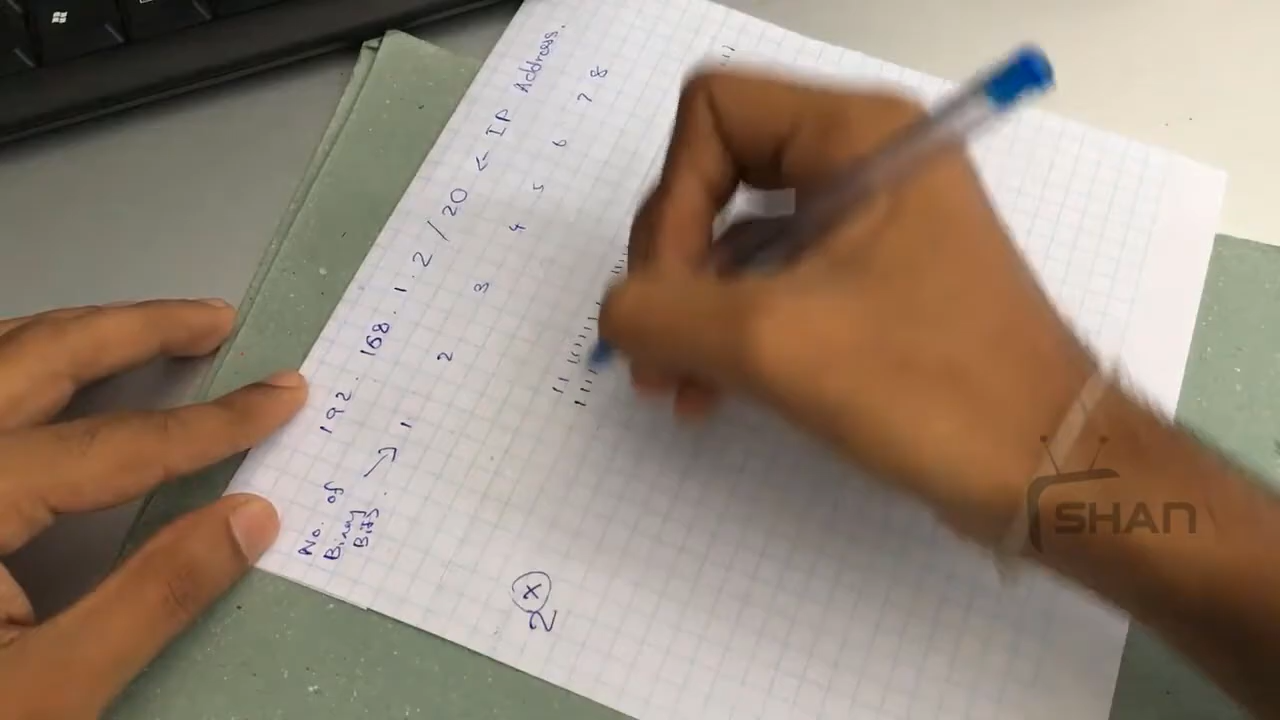 192.168.1.2/20 <- IP Address.
No. of
Binary
Bits. -> 1 2 3 4 5 6 7 8
2^x
SHAN